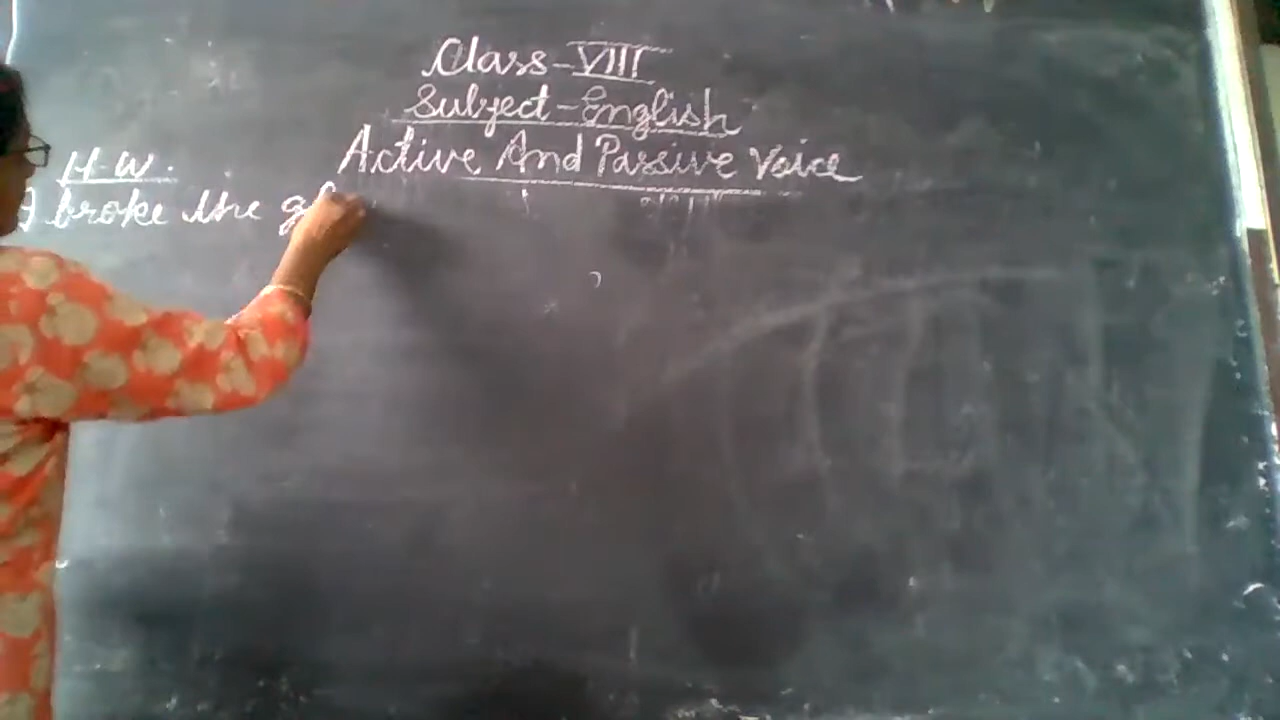 Class-VIII
Subject-English
Active And Passive Voice
H.W.
I broke the